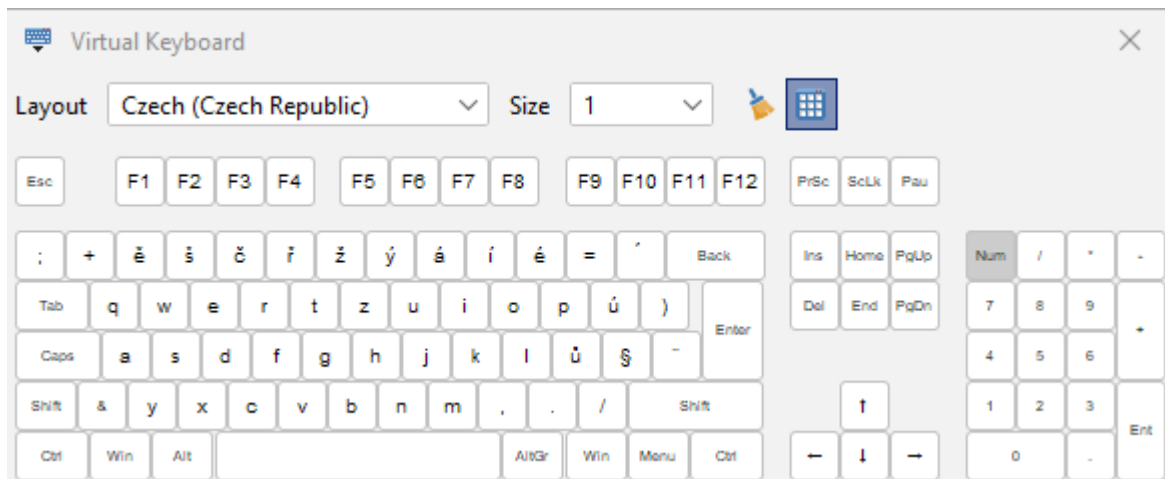 Virtual Keyboard
Layout Czech (Czech Republic) Size 1
Esc F1 F2 F3 F4 F5 F6 F7 F8 F9 F10 F11 F12 PrSc ScLk Pau
; + ě š č ř ž ý á í é = ´ Back Ins Home PgUp Num / * -
Tab q w e r t z u i o p ú ) Enter Del End PgDn 7 8 9 +
Caps a s d f g h j k l ů § ¨ 4 5 6
Shift & y x c v b n m , . / Shift ↑ 1 2 3 Ent
Ctrl Win Alt AltGr Win Menu Ctrl ← ↓ → 0 .